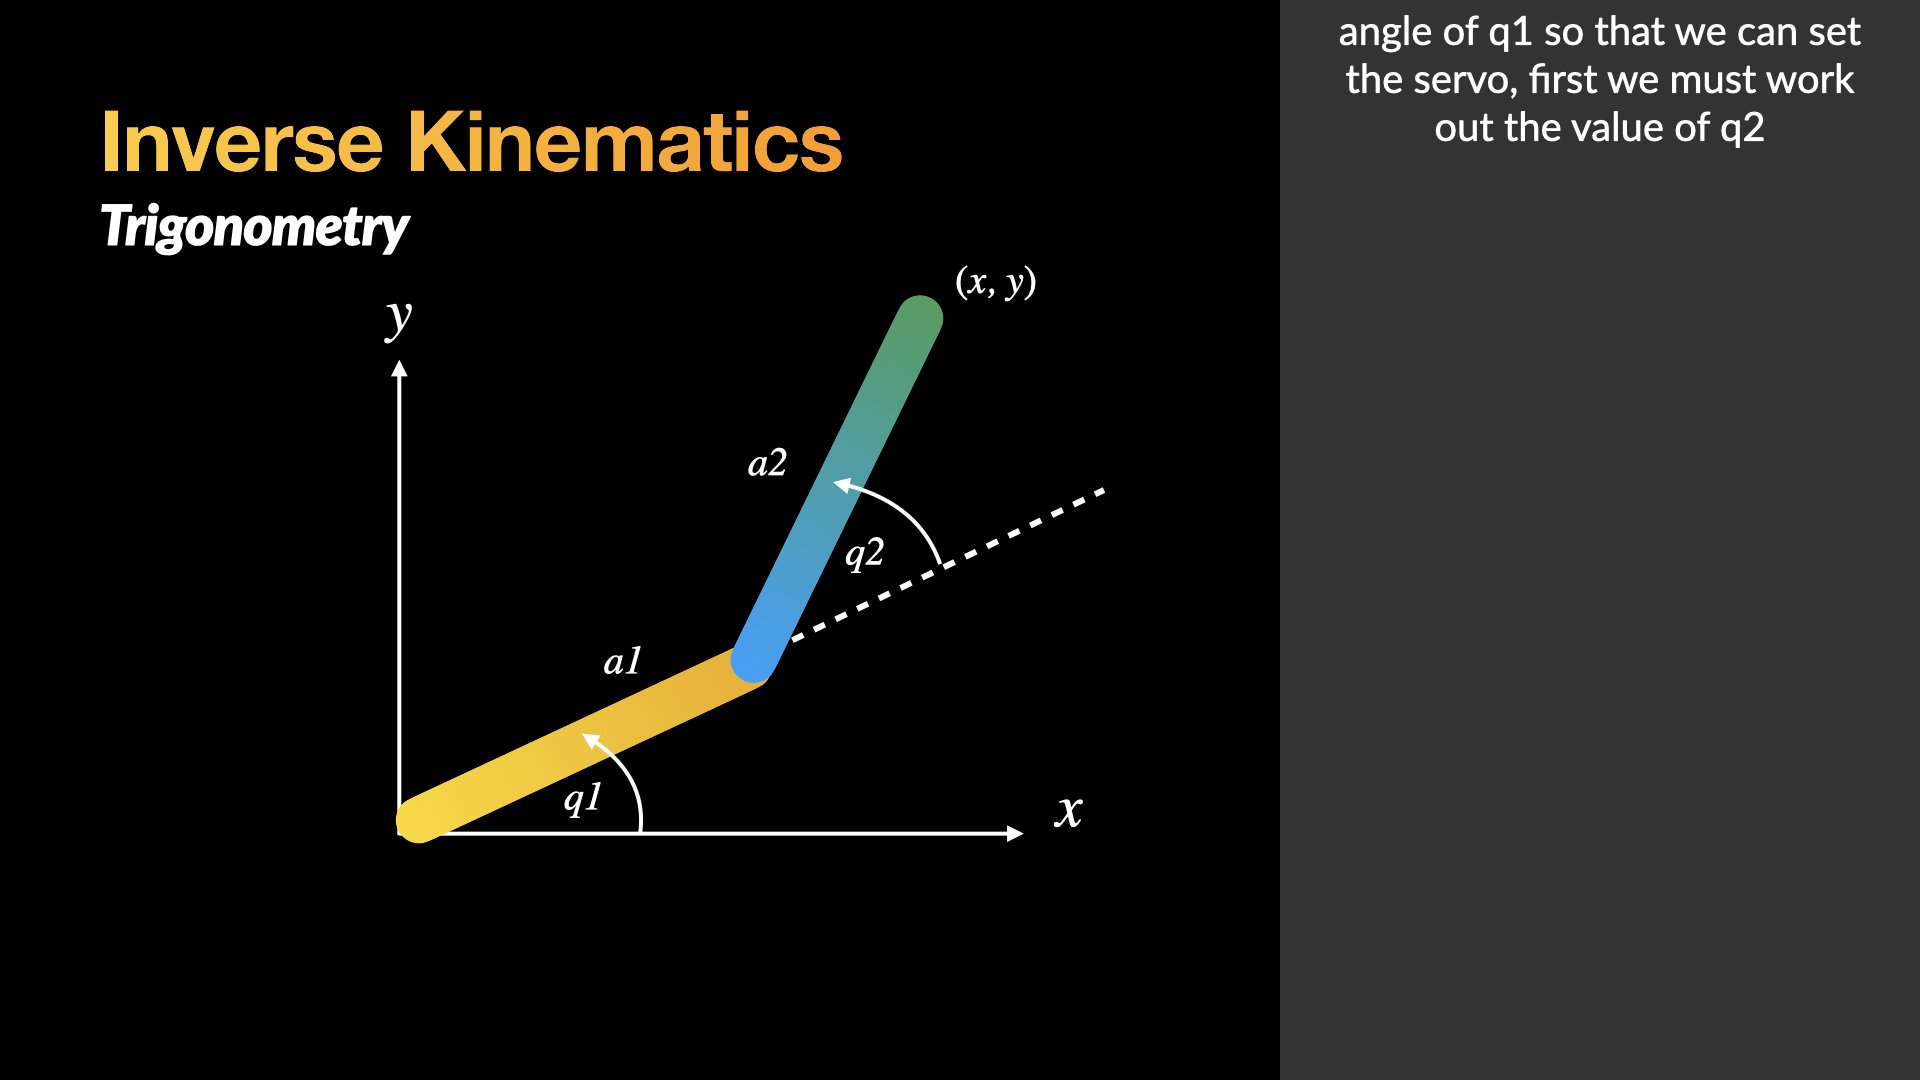 Inverse Kinematics
Trigonometry
(x, y)
y
a2
q2
a1
q1
x
angle of q1 so that we can set
the servo, first we must work
out the value of q2